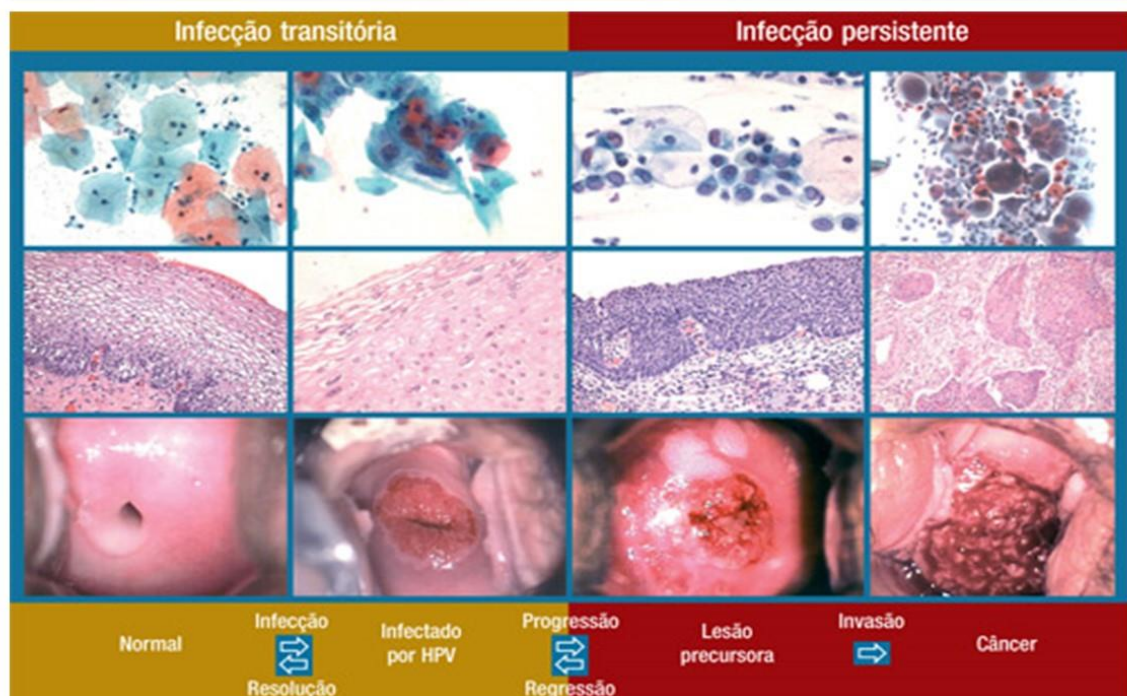 Infecção transitória
Infecção persistente
Infecção
Progressão
Normal
Infectado
por HPV
Lesão
precursora
Invasão
Câncer
Resolução
Regressão